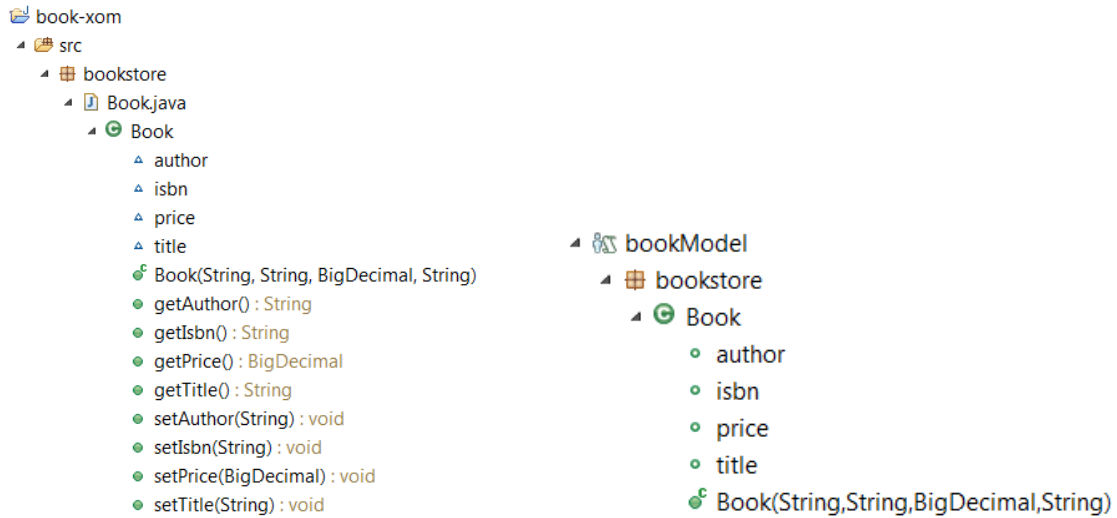 book-xom
src
bookstore
Book.java
Book
author
isbn
price
title
Book(String, String, BigDecimal, String)
getAuthor() : String
getIsbn() : String
getPrice() : BigDecimal
getTitle() : String
setAuthor(String) : void
setIsbn(String) : void
setPrice(BigDecimal) : void
setTitle(String) : void
bookModel
bookstore
Book
author
isbn
price
title
Book(String,String,BigDecimal,String)